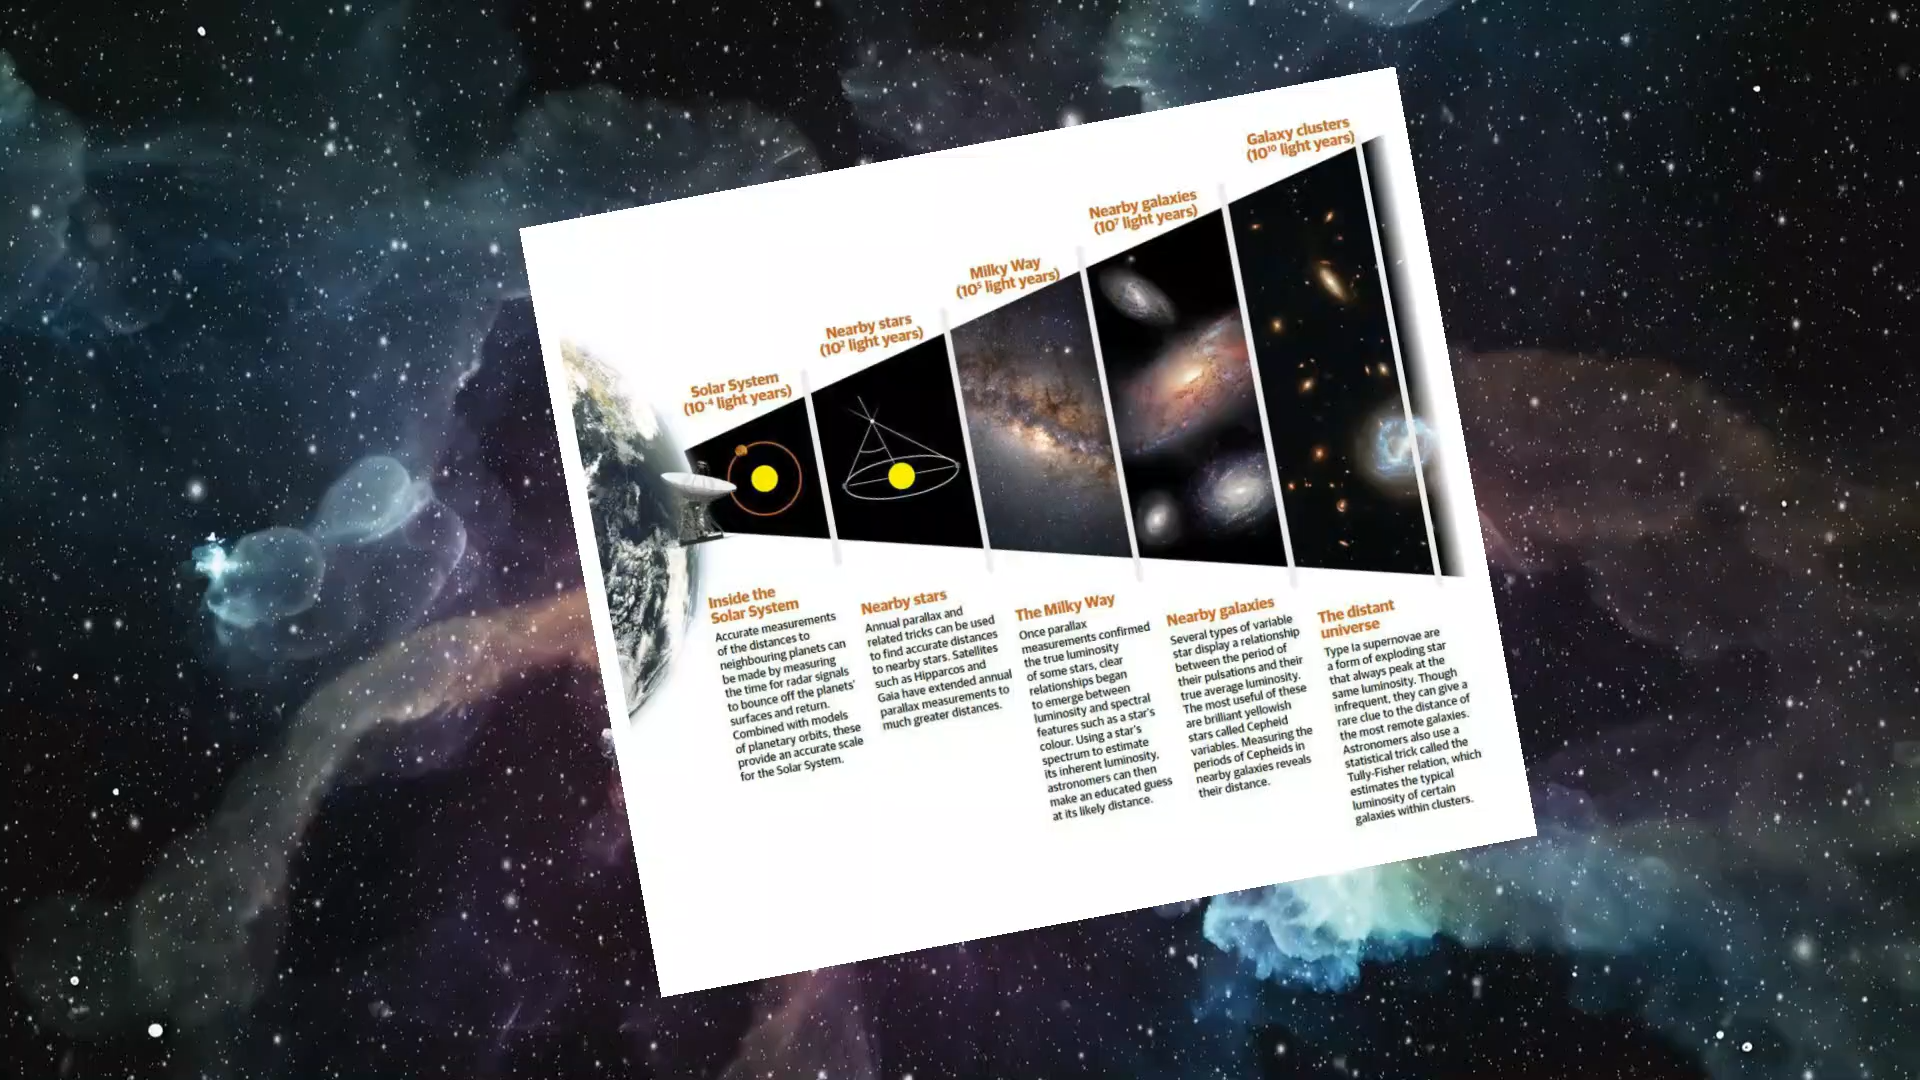 Galaxy clusters
(10¹⁰ light years)
Nearby galaxies
(10⁷ light years)
Milky Way
(10⁵ light years)
Nearby stars
(10² light years)
Solar System
(10⁻⁴ light years)
Inside the
Solar System
Accurate measurements
of the distances to
neighbouring planets can
be made by measuring
the time for radar signals
to bounce off the planets'
surfaces and return.
Combined with models
of planetary orbits, these
provide an accurate scale
for the Solar System.
Nearby stars
Annual parallax and
related tricks can be used
to find accurate distances
to nearby stars. Satellites
such as Hipparcos and
Gaia have extended annual
parallax measurements to
much greater distances.
The Milky Way
Once parallax
measurements confirmed
the true luminosity
of some stars, clear
relationships began
to emerge between
luminosity and spectral
features such as a star's
colour. Using a star's
spectrum to estimate
its inherent luminosity,
astronomers can then
make an educated guess
at its likely distance.
Nearby galaxies
Several types of variable
star display a relationship
between the period of
their pulsations and their
true average luminosity.
The most useful of these
are brilliant yellowish
stars called Cepheid
variables. Measuring the
periods of Cepheids in
nearby galaxies reveals
their distance.
The distant
universe
Type Ia supernovae are
a form of exploding star
that always peak at the
same luminosity. Though
infrequent, they can give a
rare clue to the distance of
the most remote galaxies.
Astronomers also use a
statistical trick called the
Tully-Fisher relation, which
estimates the typical
luminosity of certain
galaxies within clusters.